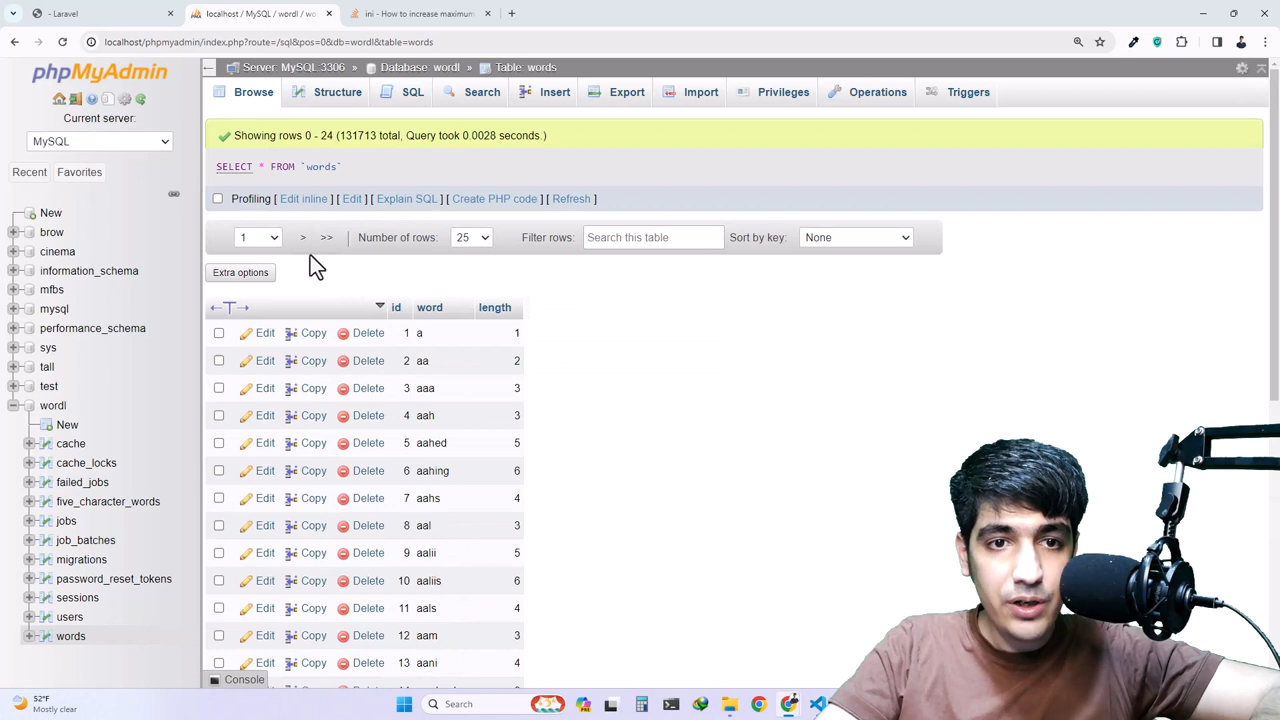 - Laravel
localhost / MySQL / wordl / wo
ini - How to increase maximum
localhost/phpmyadmin/index.php?route=/sql&pos=0&db=wordl&table=words
phpMyAdmin
Current server:
MySQL
Recent Favorites
New
brow
cinema
information_schema
mfbs
mysql
performance_schema
sys
tall
test
wordl
New
cache
cache_locks
failed_jobs
five_character_words
jobs
job_batches
migrations
password_reset_tokens
sessions
users
words
Server: MySQL:3306 » Database: wordl » Table: words
Browse Structure SQL Search Insert Export Import Privileges Operations Triggers
Showing rows 0 - 24 (131713 total, Query took 0.0028 seconds.)
SELECT * FROM `words`
Profiling [ Edit inline ] [ Edit ] [ Explain SQL ] [ Create PHP code ] [ Refresh ]
1 > >> Number of rows: 25 Filter rows: Search this table Sort by key: None
Extra options
id word length
Edit Copy Delete 1 a 1
Edit Copy Delete 2 aa 2
Edit Copy Delete 3 aaa 3
Edit Copy Delete 4 aah 3
Edit Copy Delete 5 aahed 5
Edit Copy Delete 6 aahing 6
Edit Copy Delete 7 aahs 4
Edit Copy Delete 8 aal 3
Edit Copy Delete 9 aalii 5
Edit Copy Delete 10 aaliis 6
Edit Copy Delete 11 aals 4
Edit Copy Delete 12 aam 3
Edit Copy Delete 13 aani 4
Console
52°F
Mostly clear
Search